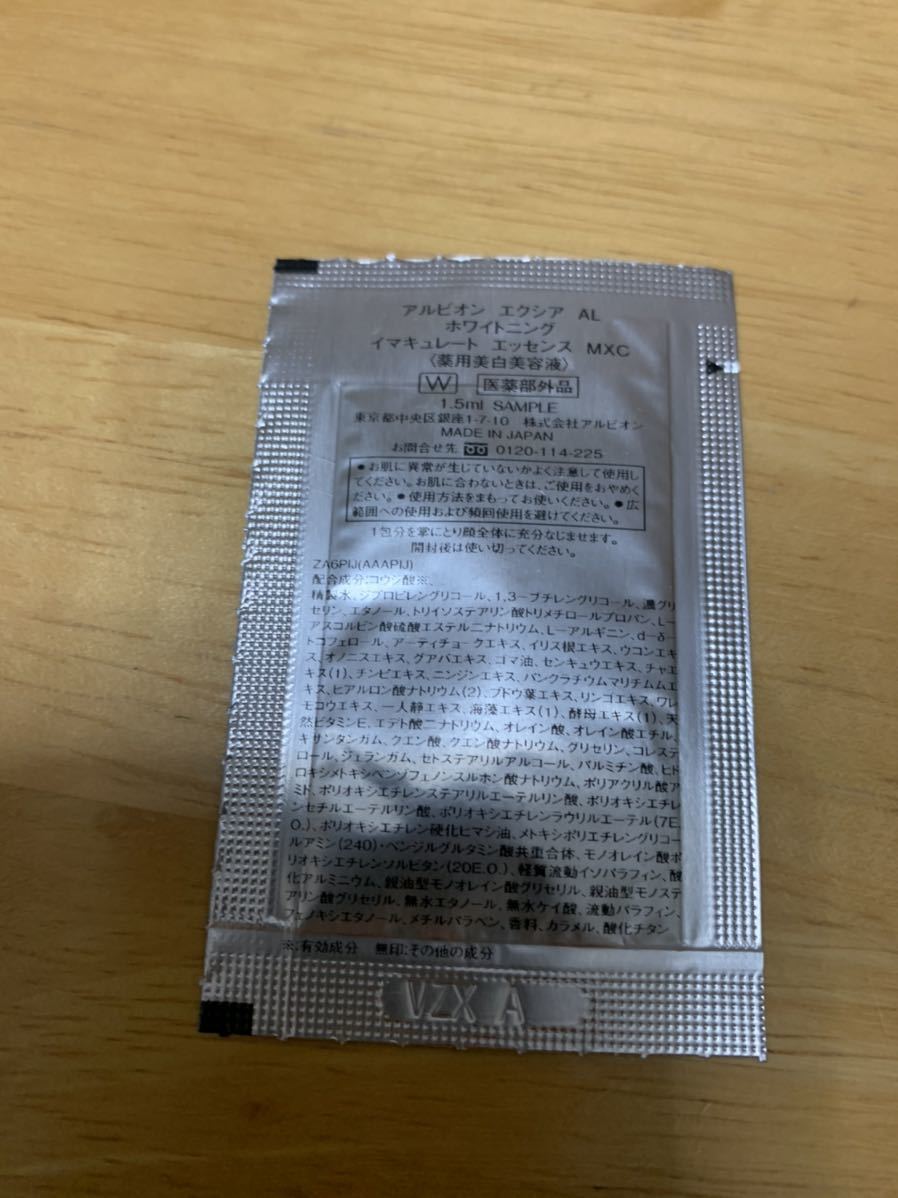 アルビオン エクシア AL
ホワイトニング
イマキュレート エッセンス MXC
〈薬用美白美容液〉
W 医薬部外品
1.5ml SAMPLE
東京都中央区銀座1-7-10 株式会社アルビオン
MADE IN JAPAN
お問合せ先 0120-114-225
●お肌に異常が生じていないかよく注意して使用し
てください。お肌に合わないときは、ご使用をおやめく
ださい。●使用方法をまもってお使いください。●広
範囲への使用および頻回使用を避けてください。
1包分を掌にとり顔全体に充分なじませます。
開封後は使い切ってください。
ZA6PIJ(AAAPIJ)
配合成分:コウジ酸※、
精製水、ジプロピレングリコール、1,3-ブチレングリコール、濃グリ
セリン、エタノール、トリイソステアリン酸トリメチロールプロパン、L-
アスコルビン酸硫酸エステル二ナトリウム、L-アルギニン、d-δ-
トコフェロール、アーティチョークエキス、イリス根エキス、ウコンエキ
ス、オノニスエキス、グアバエキス、ゴマ油、センキュウエキス、チャエ
キス(1)、チンピエキス、ニンジンエキス、パンクラチウムマリチムムエ
キス、ヒアルロン酸ナトリウム(2)、ブドウ葉エキス、リンゴエキス、ワレ
モコウエキス、一人静エキス、海藻エキス(1)、酵母エキス(1)、天
然ビタミンE、エデト酸二ナトリウム、オレイン酸、オレイン酸エチル、
キサンタンガム、クエン酸、クエン酸ナトリウム、グリセリン、コレステ
ロール、ジェランガム、セトステアリルアルコール、パルミチン酸、ヒド
ロキシメトキシベンゾフェノンスルホン酸ナトリウム、ポリアクリル酸ア
ミド、ポリオキシエチレンステアリルエーテルリン酸、ポリオキシエチレ
ンセチルエーテルリン酸、ポリオキシエチレンラウリルエーテル(7E.
O.)、ポリオキシエチレン硬化ヒマシ油、メトキシポリエチレングリコー
ルアミン(240)・ベンジルグルタミン酸共重合体、モノオレイン酸ポ
リオキシエチレンソルビタン(20E.O.)、軽質流動イソパラフィン、酸
化アルミニウム、親油型モノオレイン酸グリセリル、親油型モノステ
アリン酸グリセリル、無水エタノール、無水ケイ酸、流動パラフィン、
フェノキシエタノール、メチルパラベン、香料、カラメル、酸化チタン
※:有効成分 無印:その他の成分
VZX A